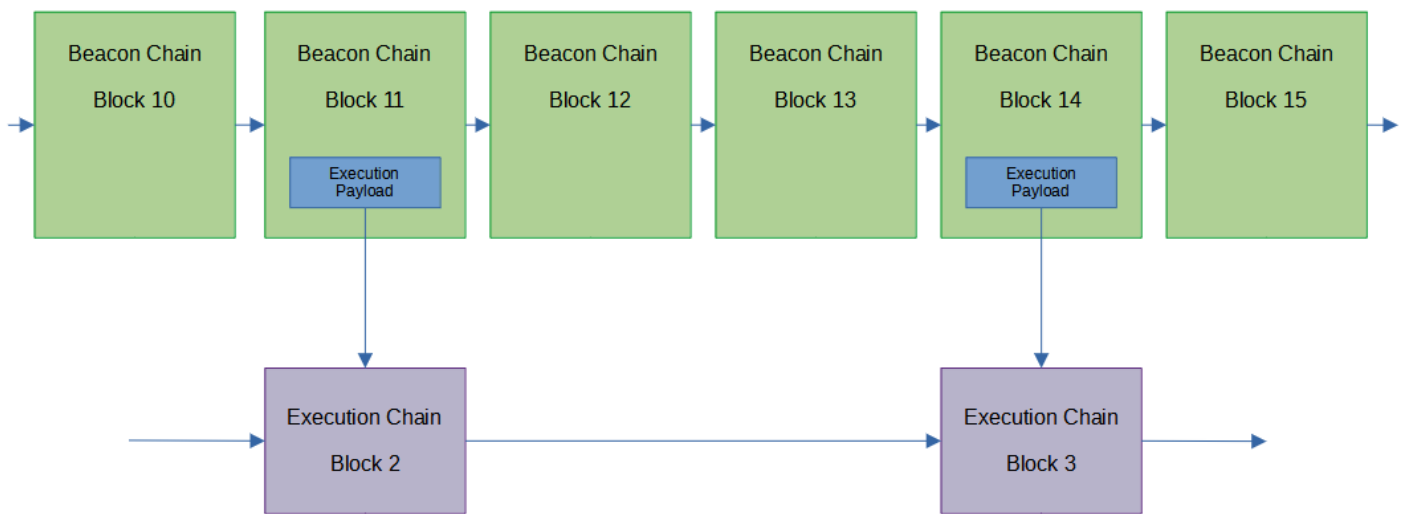 Beacon Chain
Block 10
Beacon Chain
Block 11
Execution
Payload
Beacon Chain
Block 12
Beacon Chain
Block 13
Beacon Chain
Block 14
Execution
Payload
Beacon Chain
Block 15
Execution Chain
Block 2
Execution Chain
Block 3